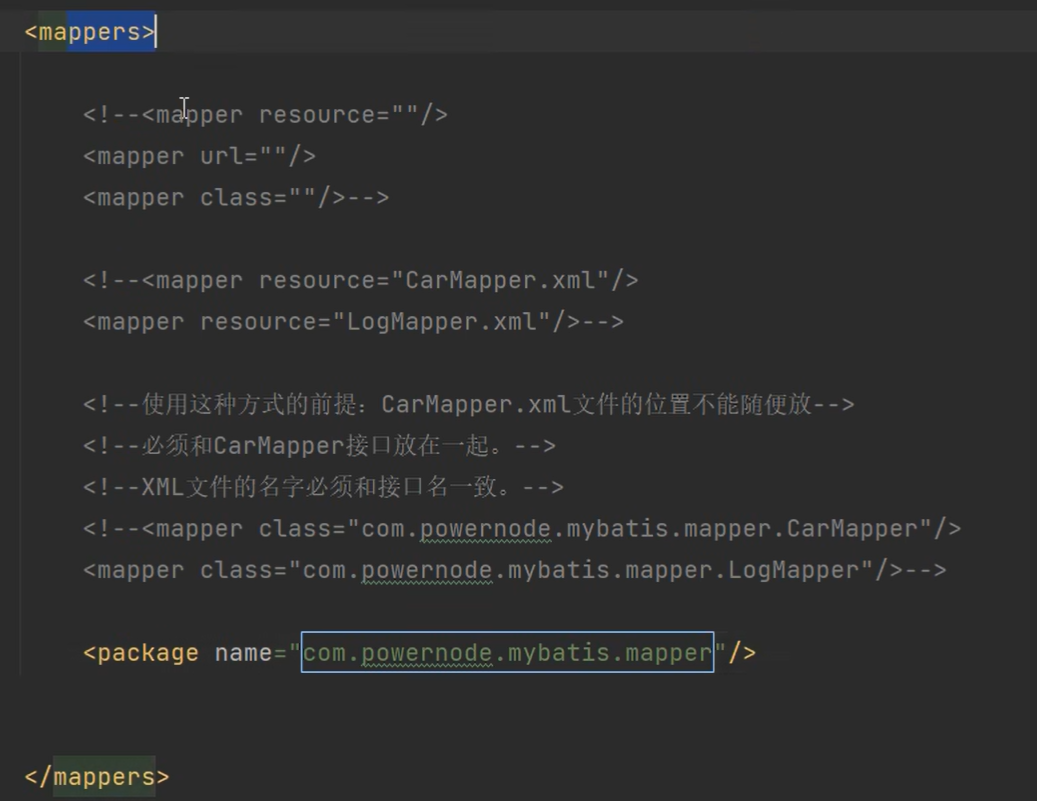 <mappers>
<!--<mapper resource=""/>
<mapper url=""/>
<mapper class=""/>-->
<!--<mapper resource="CarMapper.xml"/>
<mapper resource="LogMapper.xml"/>-->
<!--使用这种方式的前提：CarMapper.xml文件的位置不能随便放-->
<!--必须和CarMapper接口放在一起。-->
<!--XML文件的名字必须和接口名一致。-->
<!--<mapper class="com.powernode.mybatis.mapper.CarMapper"/>
<mapper class="com.powernode.mybatis.mapper.LogMapper"/>-->
<package name="com.powernode.mybatis.mapper"/>
</mappers>